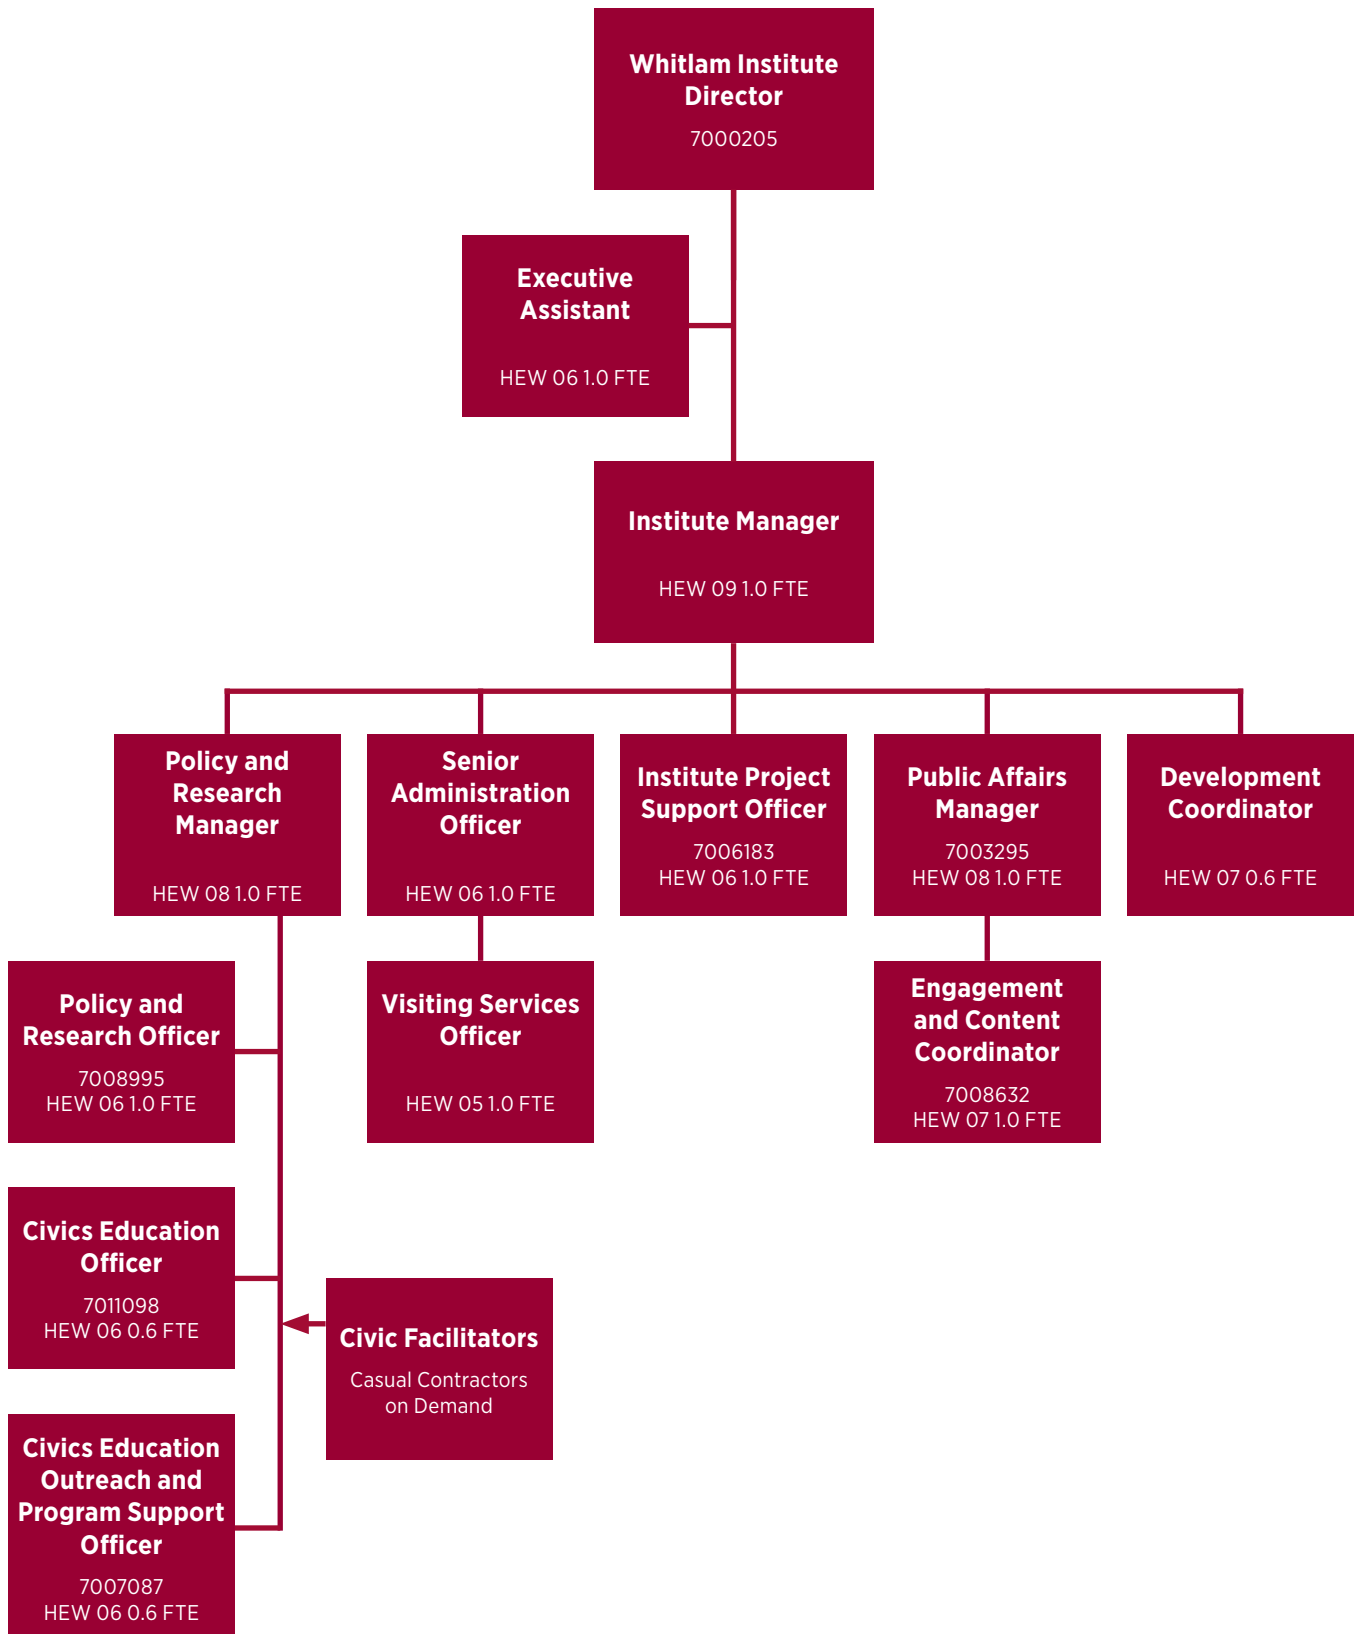 Whitlam Institute
Director
7000205
Executive
Assistant
HEW 06 1.0 FTE
Institute Manager
HEW 09 1.0 FTE
Policy and
Research
Manager
HEW 08 1.0 FTE
Senior
Administration
Officer
HEW 06 1.0 FTE
Institute Project
Support Officer
7006183
HEW 06 1.0 FTE
Public Affairs
Manager
7003295
HEW 08 1.0 FTE
Development
Coordinator
HEW 07 0.6 FTE
Policy and
Research Officer
7008995
HEW 06 1.0 FTE
Visiting Services
Officer
HEW 05 1.0 FTE
Engagement
and Content
Coordinator
7008632
HEW 07 1.0 FTE
Civics Education
Officer
7011098
HEW 06 0.6 FTE
Civic Facilitators
Casual Contractors
on Demand
Civics Education
Outreach and
Program Support
Officer
7007087
HEW 06 0.6 FTE